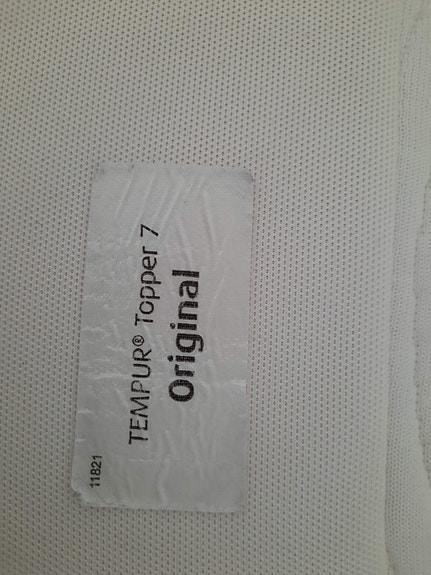 TEMPUR® Topper 7
Original
11821